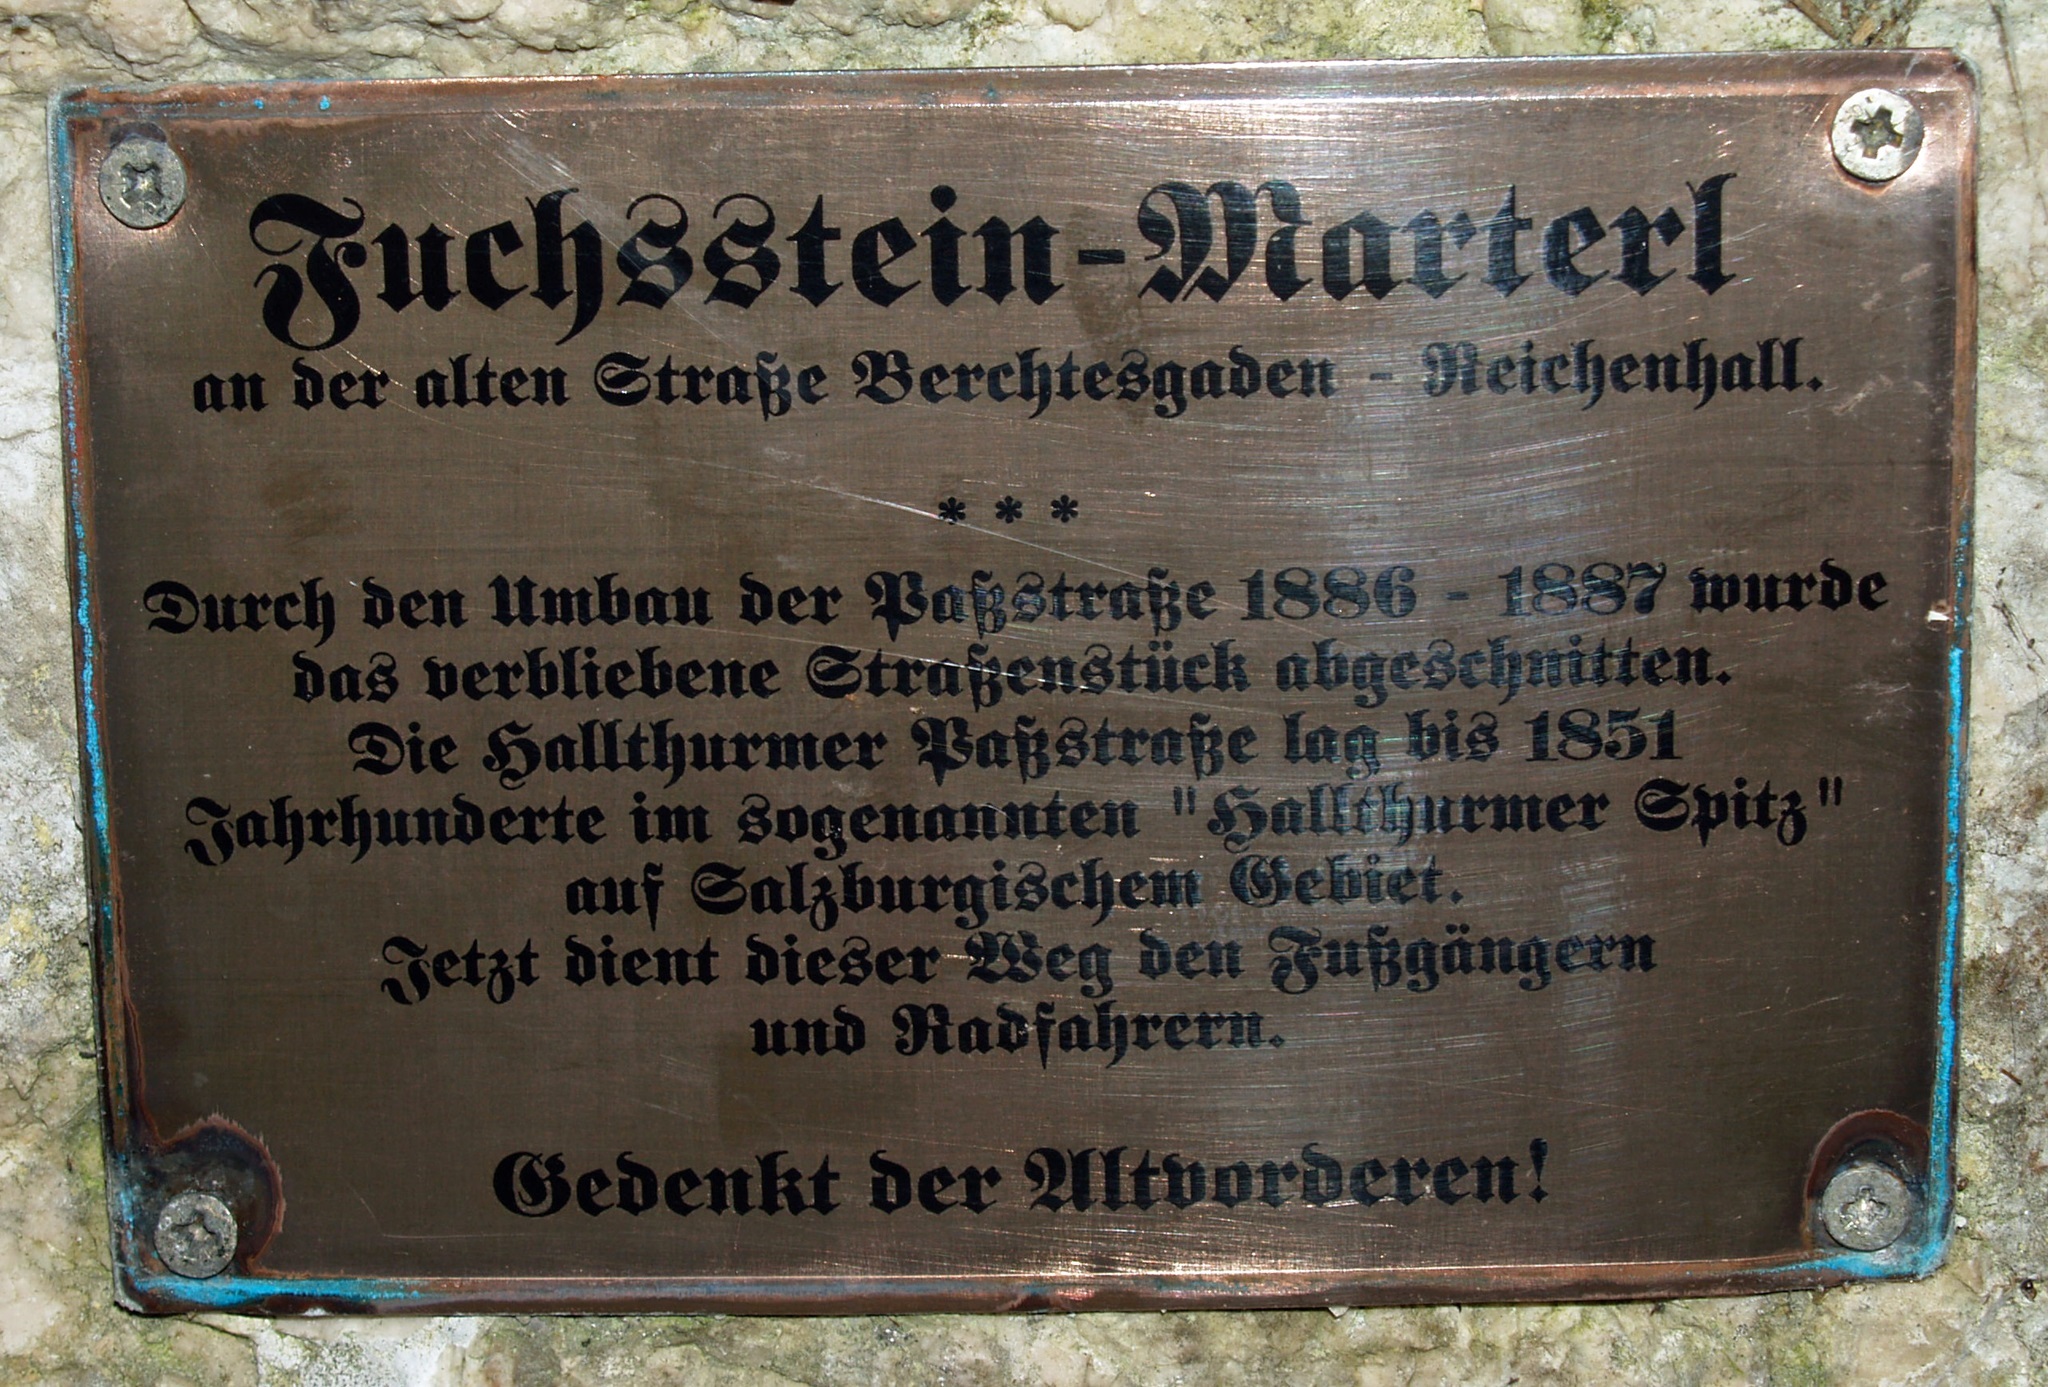 Fuchsstein-Marterl
an der alten Straße Berchtesgaden - Reichenhall.
* * *
Durch den Umbau der Paßstraße 1886 - 1887 wurde
das verbliebene Straßenstück abgeschnitten.
Die Hallthurmer Paßstraße lag bis 1851
Jahrhunderte im sogenannten "Hallthurmer Spitz"
auf Salzburgischem Gebiet.
Jetzt dient dieser Weg den Fußgängern
und Radfahrern.
Gedenkt der Altvorderen!